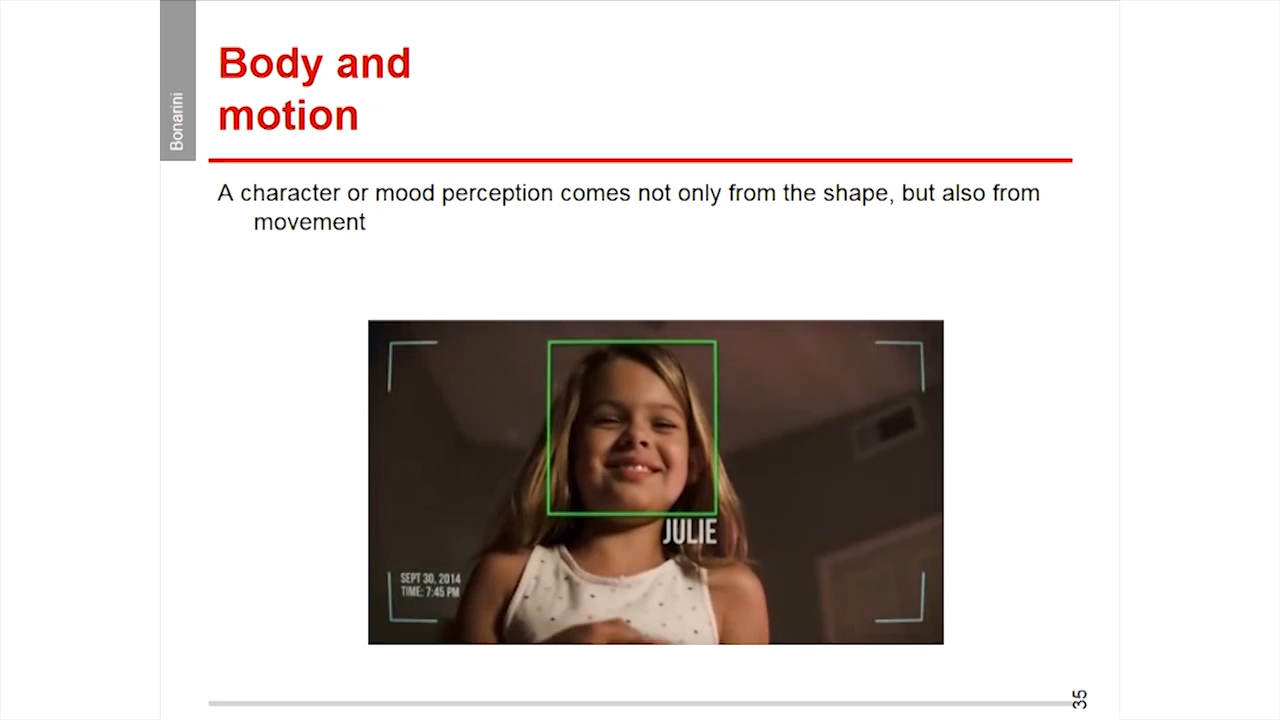 Bonarini
Body and
motion
A character or mood perception comes not only from the shape, but also from
movement
JULIE
SEPT 30, 2014
TIME: 7:45 PM
35